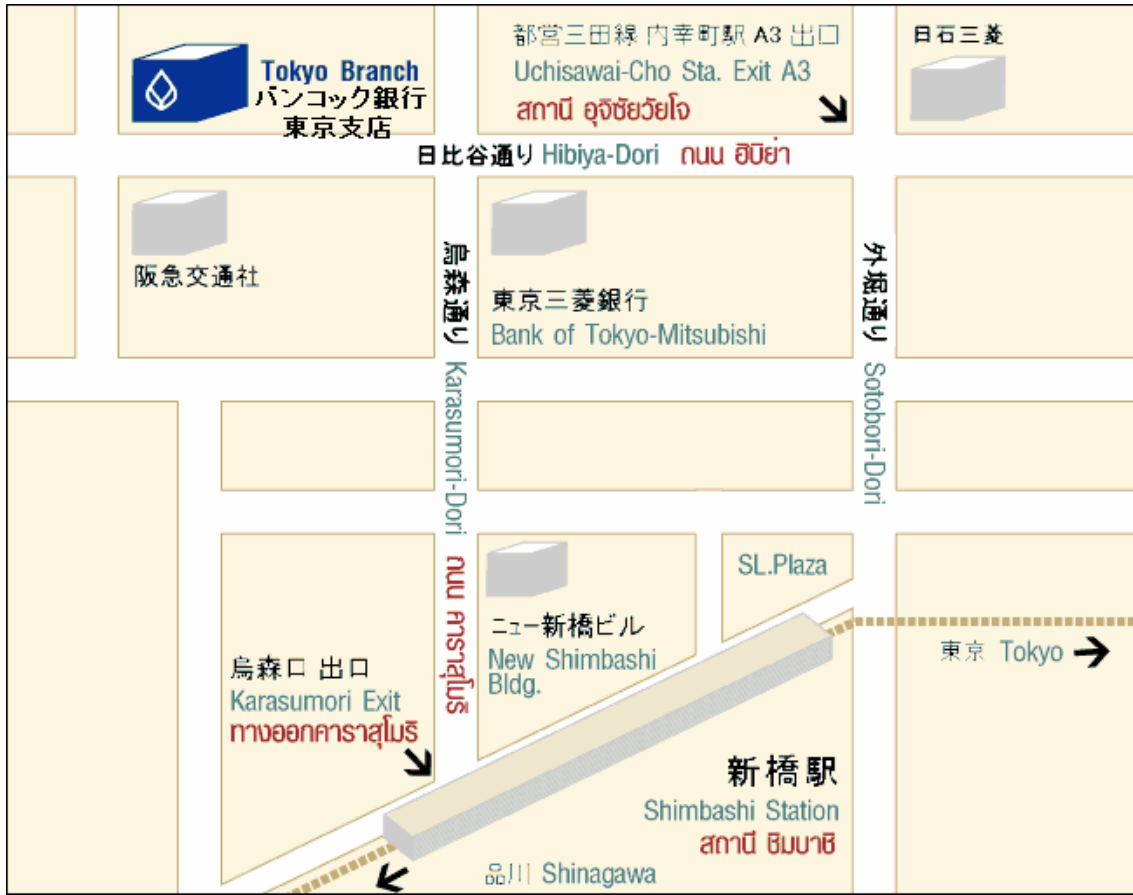 Tokyo Branch
バンコック銀行
東京支店
都営三田線 内幸町駅 A3 出口
Uchisawai-Cho Sta. Exit A3
สถานี อุจิซัยวัยโจ
日石三菱
日比谷通り Hibiya-Dori ถนน ฮิบิย่า
阪急交通社
烏森通り Karasumori-Dori ถนน คาราสุโมริ
東京三菱銀行
Bank of Tokyo-Mitsubishi
外堀通り Sotobori-Dori
ニュー新橋ビル
New Shimbashi
Bldg.
SL.Plaza
烏森口 出口
Karasumori Exit
ทางออกคาราสุโมริ
東京 Tokyo
新橋駅
Shimbashi Station
สถานี ชิมบาชิ
品川 Shinagawa